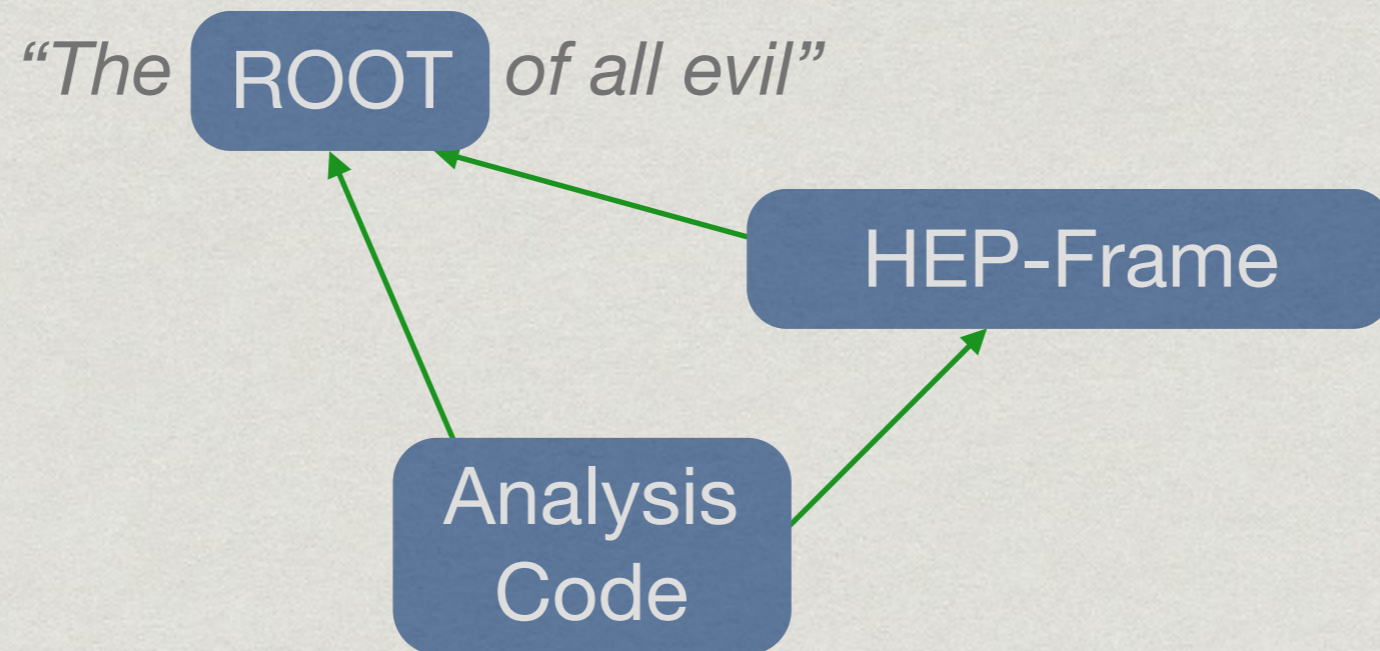 “The ROOT of all evil”
HEP-Frame
Analysis
Code